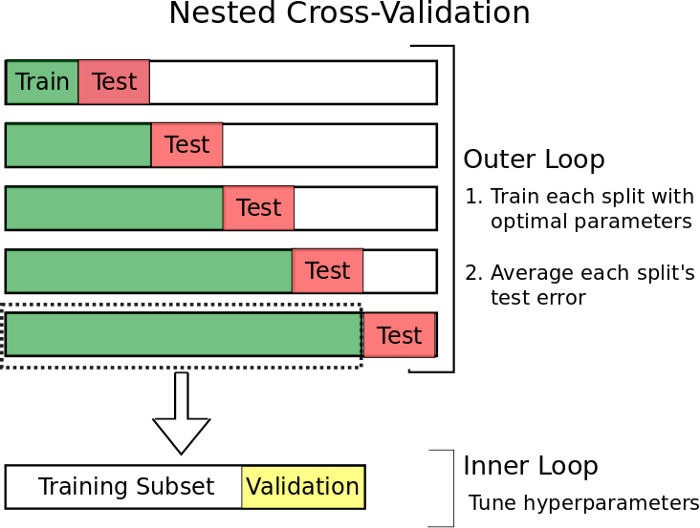 Nested Cross-Validation
Train Test
Test
Test
Test
Test
Outer Loop
1. Train each split with
optimal parameters
2. Average each split's
test error
Training Subset Validation
Inner Loop
Tune hyperparameters